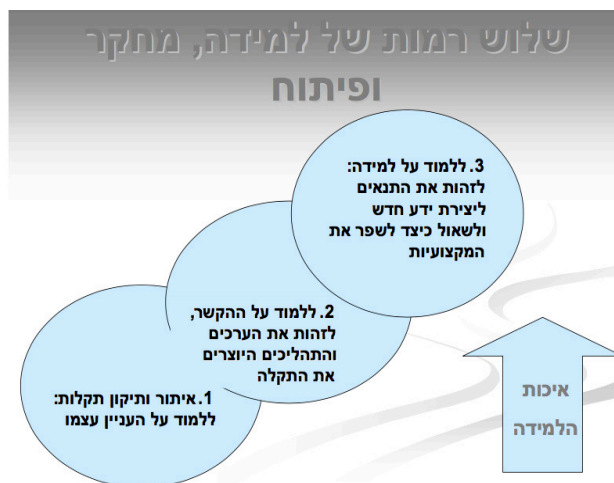 שלוש רמות של למידה, מחקר
ופיתוח
3. ללמוד על למידה:
לזהות את התנאים
ליצירת ידע חדש
ולשאול כיצד לשפר את
המקצועיות
2. ללמוד על ההקשר,
לזהות את הערכים
והתהליכים היוצרים
את התקלה
1. איתור ותיקון תקלות:
ללמוד על העניין עצמו
איכות
הלמידה